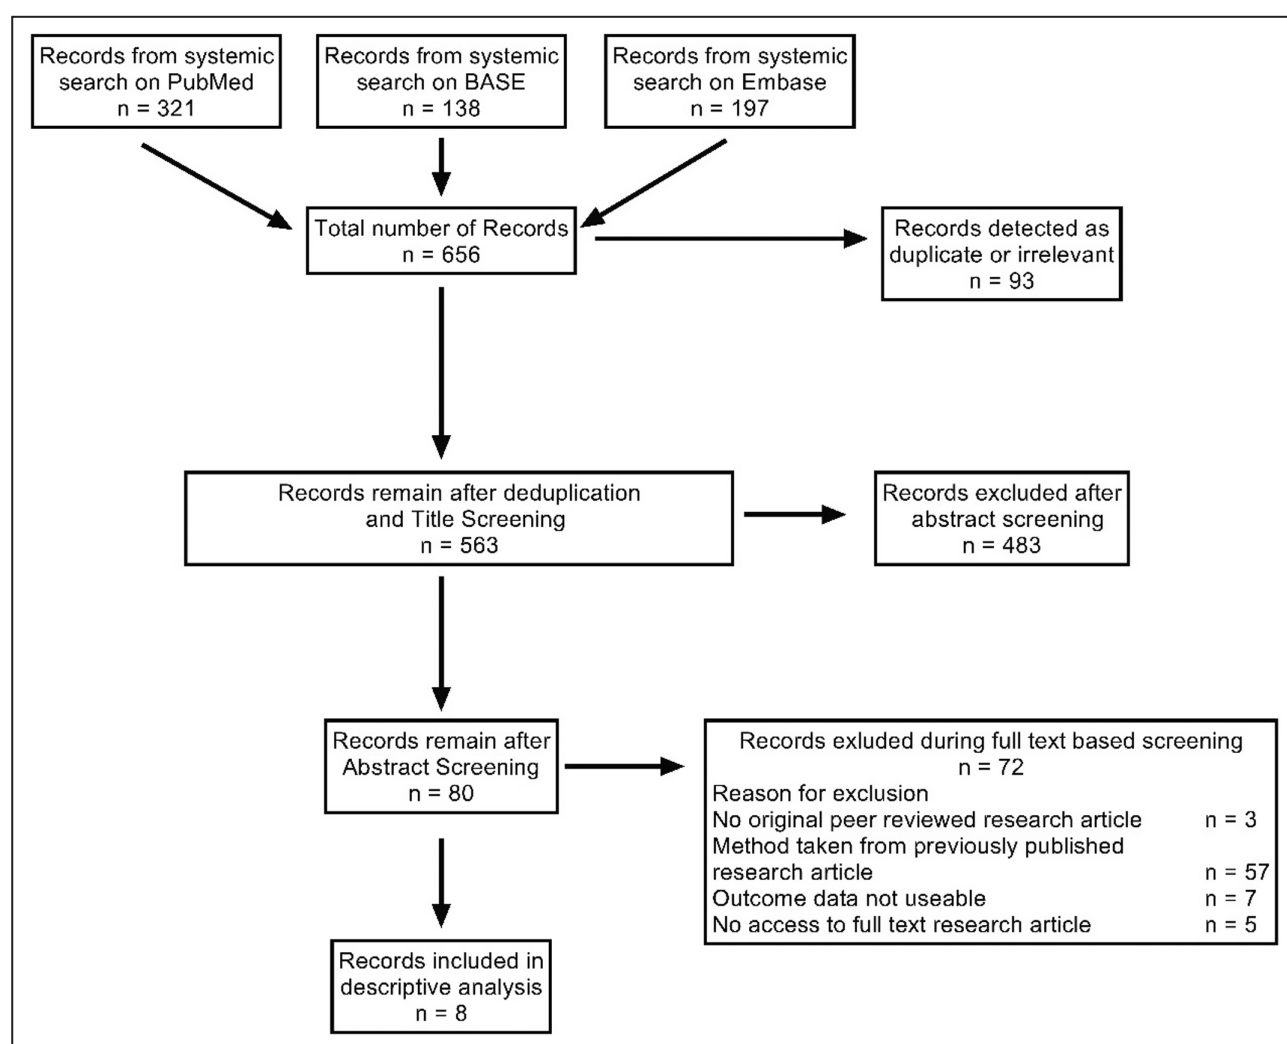 Records from systemic
search on PubMed
n = 321
Records from systemic
search on BASE
n = 138
Records from systemic
search on Embase
n = 197
Total number of Records
n = 656
Records detected as
duplicate or irrelevant
n = 93
Records remain after deduplication
and Title Screening
n = 563
Records excluded after
abstract screening
n = 483
Records remain after
Abstract Screening
n = 80
Records exluded during full text based screening
n = 72
Reason for exclusion
No original peer reviewed research article n = 3
Method taken from previously published
research article n = 57
Outcome data not useable n = 7
No access to full text research article n = 5
Records included in
descriptive analysis
n = 8